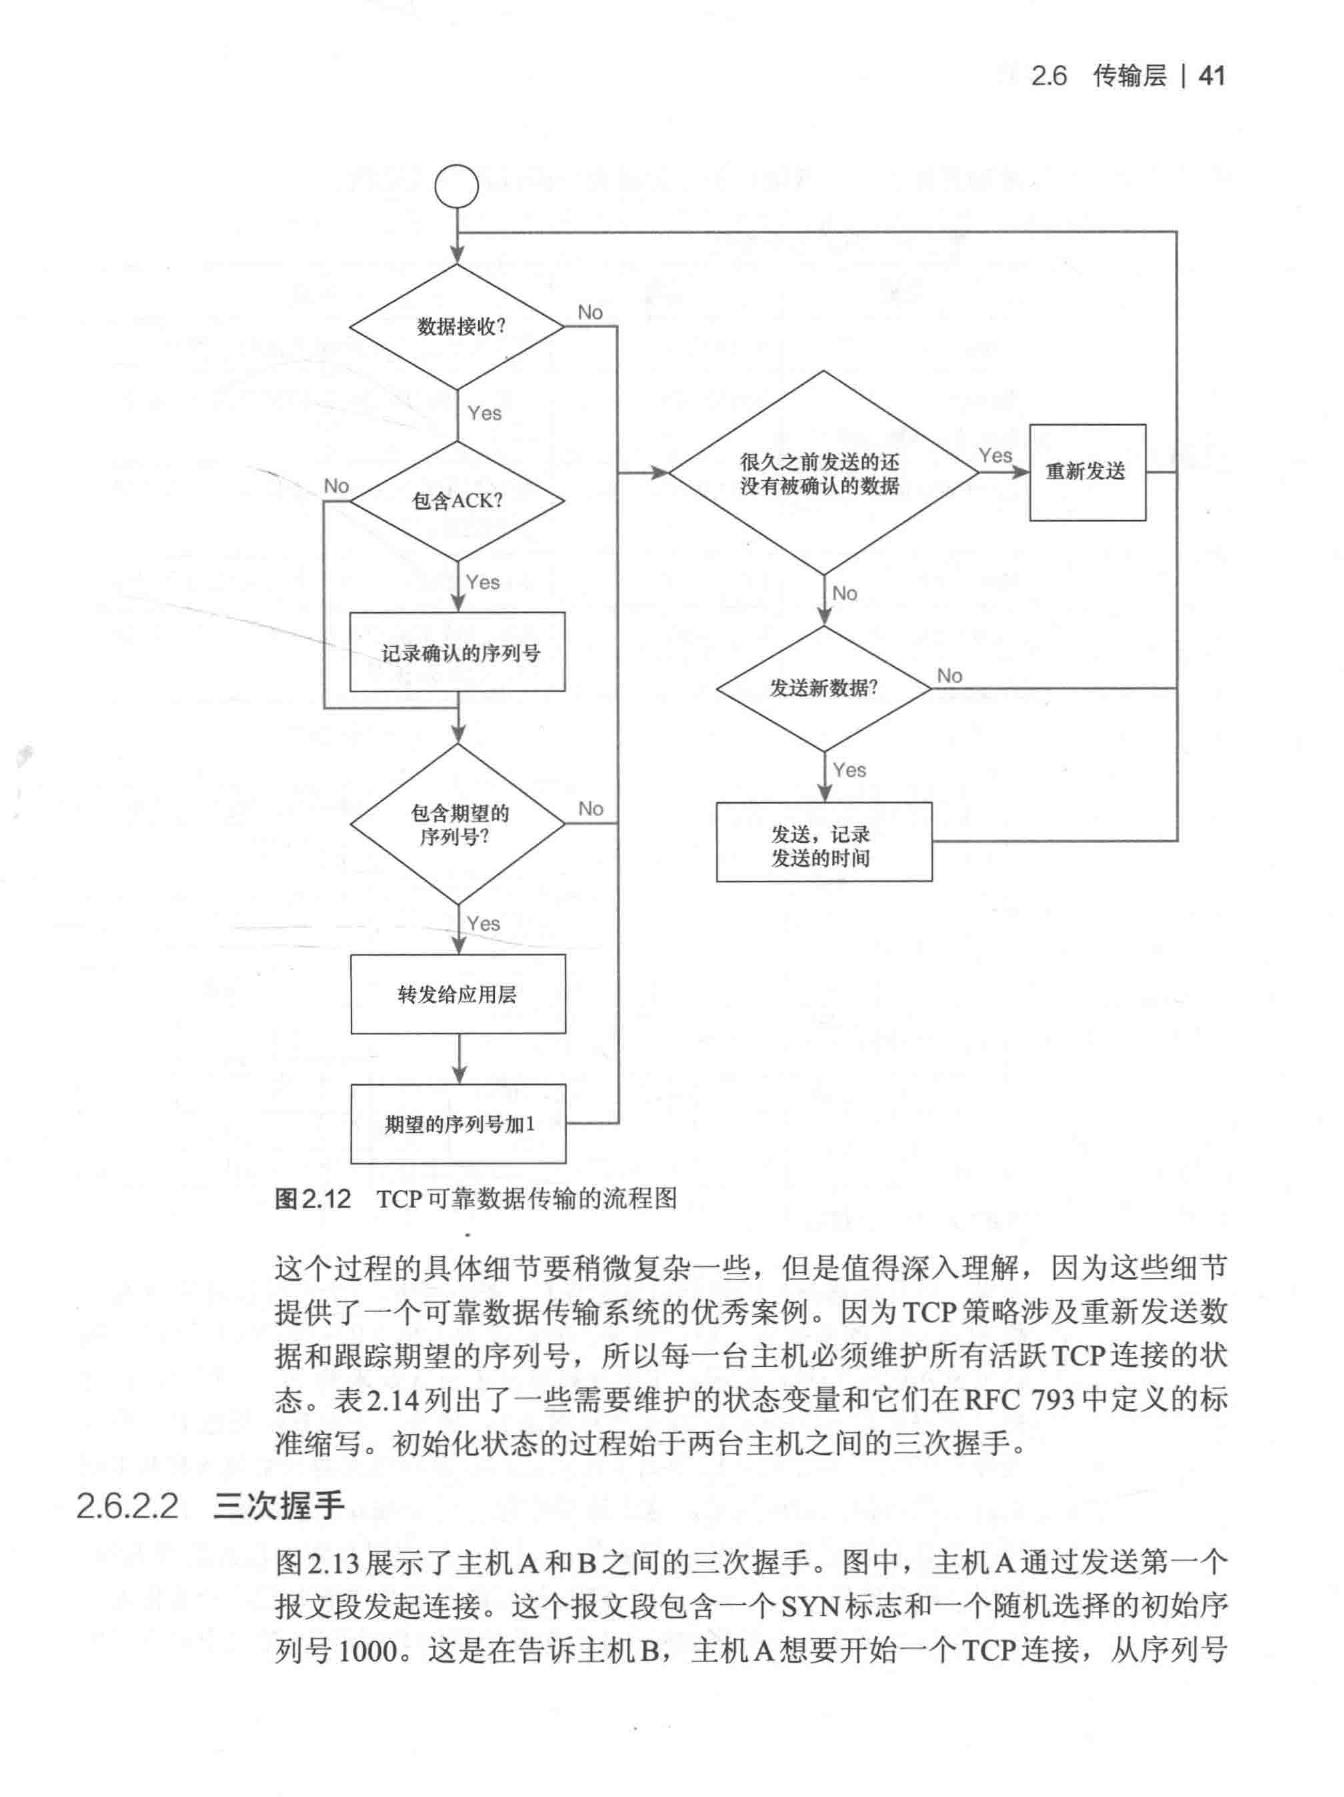 2.6 传输层 | 41
数据接收?
No
Yes
包含ACK?
No
Yes
记录确认的序列号
包含期望的
序列号?
No
Yes
转发给应用层
期望的序列号加1
很久之前发送的还
没有被确认的数据
Yes
重新发送
No
发送新数据?
No
Yes
发送，记录
发送的时间
图2.12 TCP可靠数据传输的流程图
这个过程的具体细节要稍微复杂一些，但是值得深入理解，因为这些细节
提供了一个可靠数据传输系统的优秀案例。因为TCP策略涉及重新发送数
据和跟踪期望的序列号，所以每一台主机必须维护所有活跃TCP连接的状
态。表2.14列出了一些需要维护的状态变量和它们在RFC 793中定义的标
准缩写。初始化状态的过程始于两台主机之间的三次握手。
2.6.2.2 三次握手
图2.13展示了主机A和B之间的三次握手。图中，主机A通过发送第一个
报文段发起连接。这个报文段包含一个SYN标志和一个随机选择的初始序
列号1000。这是在告诉主机B，主机A想要开始一个TCP连接，从序列号